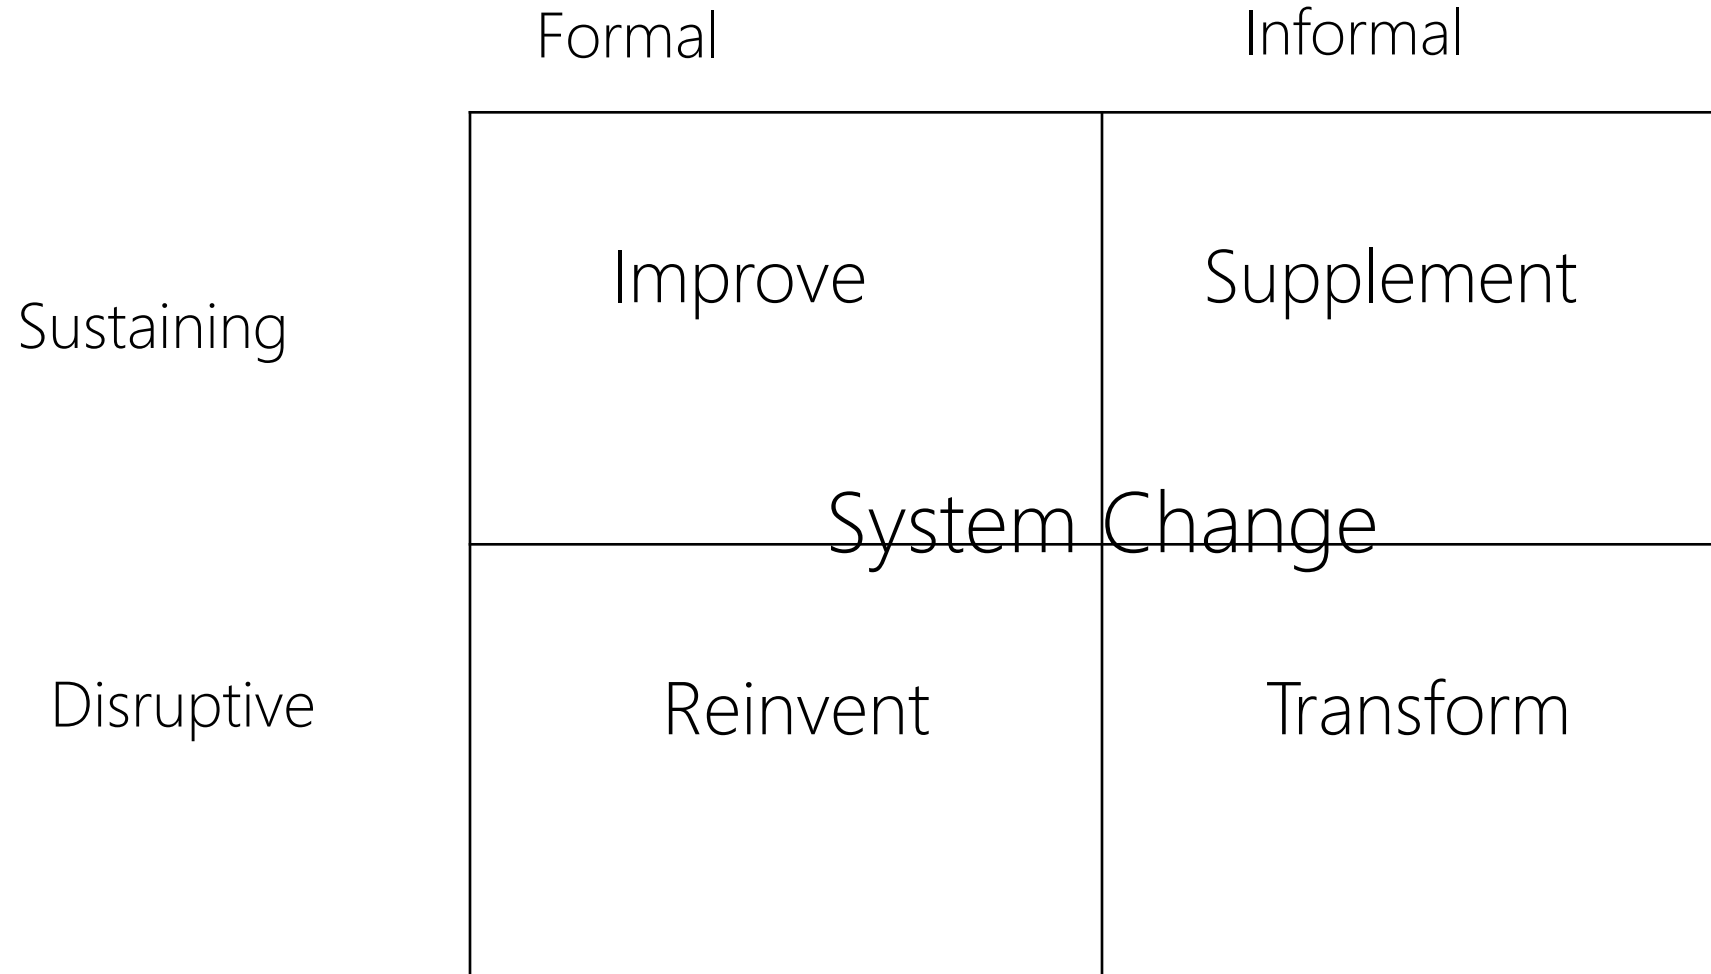 Formal Informal
Improve Supplement
Sustaining
System Change
Disruptive Reinvent Transform